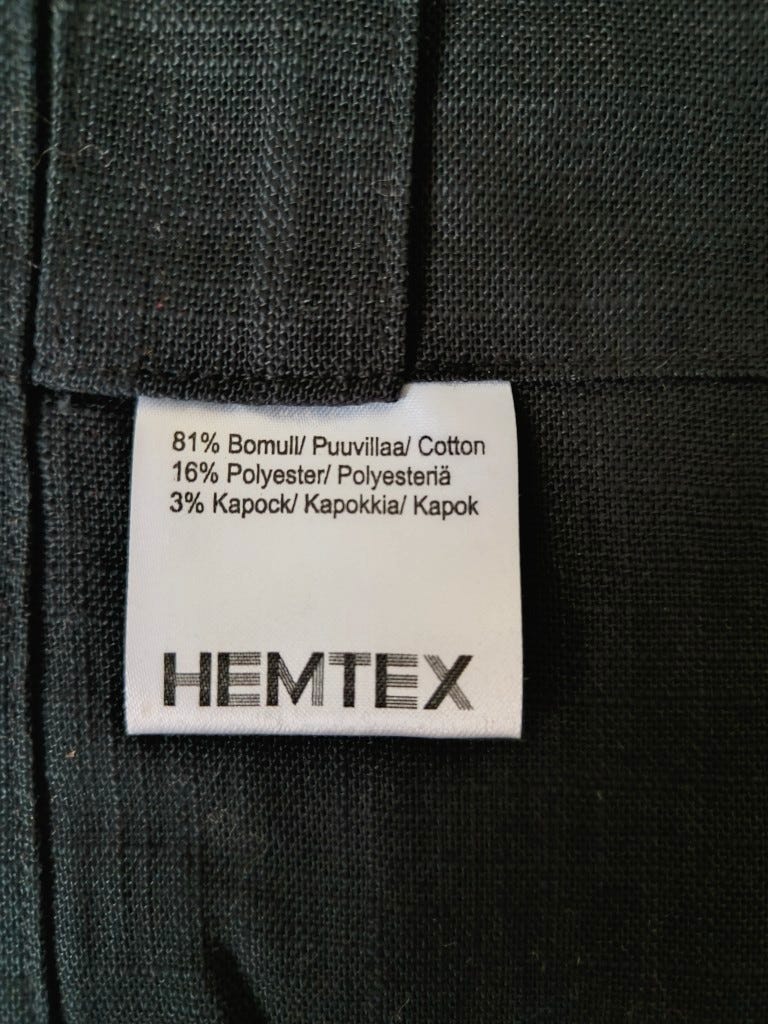 81% Bomull/ Puuvillaa/ Cotton
16% Polyester/ Polyesteriä
3% Kapock/ Kapokkia/ Kapok
HEMTEX